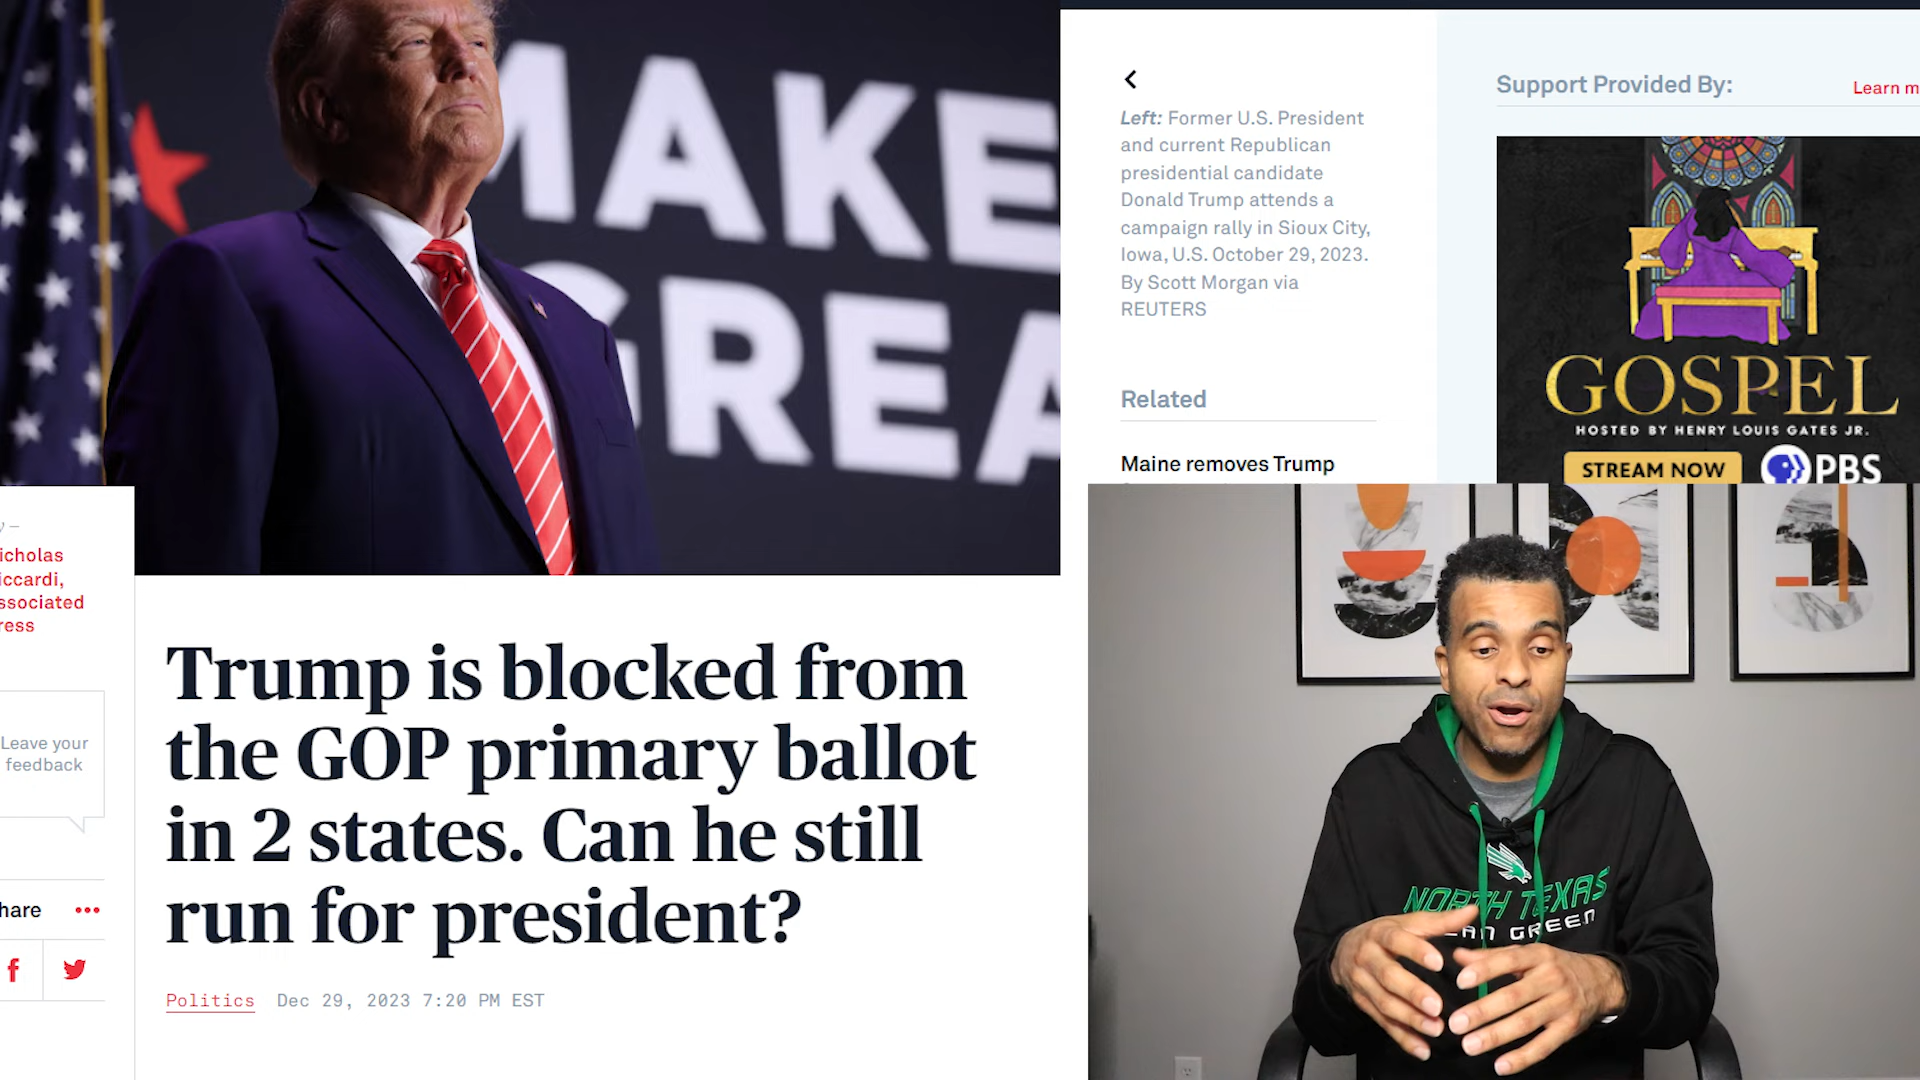 MAKE
GREA
Left: Former U.S. President
and current Republican
presidential candidate
Donald Trump attends a
campaign rally in Sioux City,
Iowa, U.S. October 29, 2023.
By Scott Morgan via
REUTERS
Related
Maine removes Trump
Support Provided By:
Learn m
GOSPEL
HOSTED BY HENRY LOUIS GATES JR.
STREAM NOW
PBS
y –
icholas
iccardi,
ssociated
ress
Leave your
feedback
hare
Trump is blocked from
the GOP primary ballot
in 2 states. Can he still
run for president?
Politics Dec 29, 2023 7:20 PM EST
NORTH TEXAS
EAN GREEN